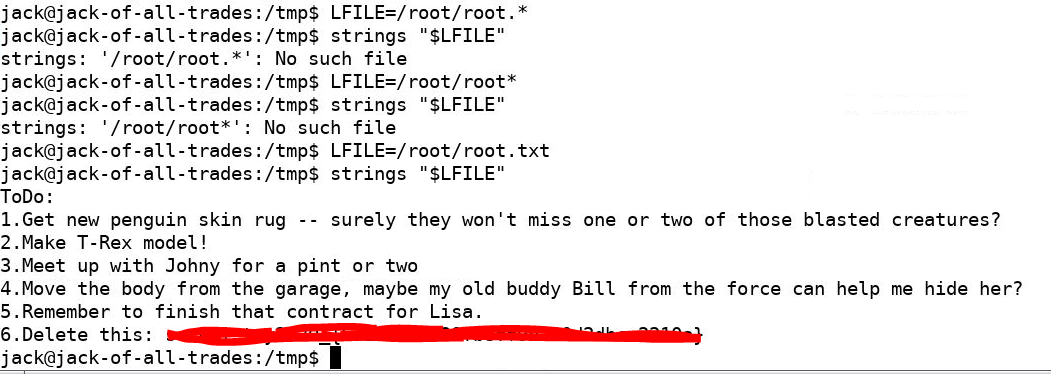 jack@jack-of-all-trades:/tmp$ LFILE=/root/root.*
jack@jack-of-all-trades:/tmp$ strings "$LFILE"
strings: '/root/root.*': No such file
jack@jack-of-all-trades:/tmp$ LFILE=/root/root*
jack@jack-of-all-trades:/tmp$ strings "$LFILE"
strings: '/root/root*': No such file
jack@jack-of-all-trades:/tmp$ LFILE=/root/root.txt
jack@jack-of-all-trades:/tmp$ strings "$LFILE"
ToDo:
1.Get new penguin skin rug -- surely they won't miss one or two of those blasted creatures?
2.Make T-Rex model!
3.Meet up with Johny for a pint or two
4.Move the body from the garage, maybe my old buddy Bill from the force can help me hide her?
5.Remember to finish that contract for Lisa.
6.Delete this:
jack@jack-of-all-trades:/tmp$